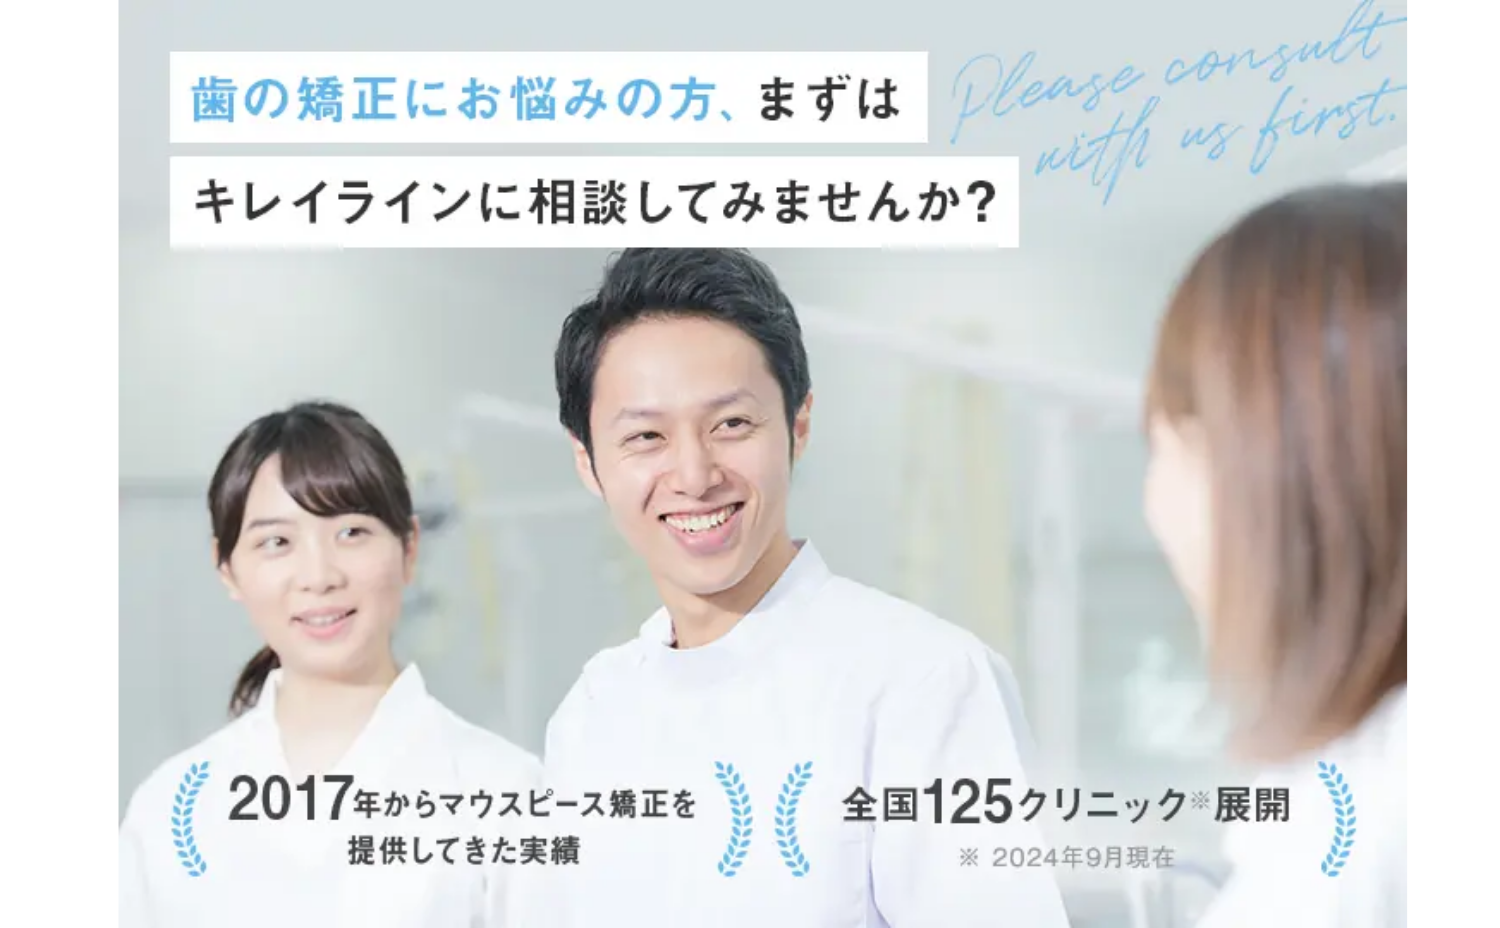 歯の矯正にお悩みの方、まずは
キレイラインに相談してみませんか?
Please consult
with us first.
2017年からマウスピース矯正を
提供してきた実績
全国125クリニック※展開
※ 2024年9月現在